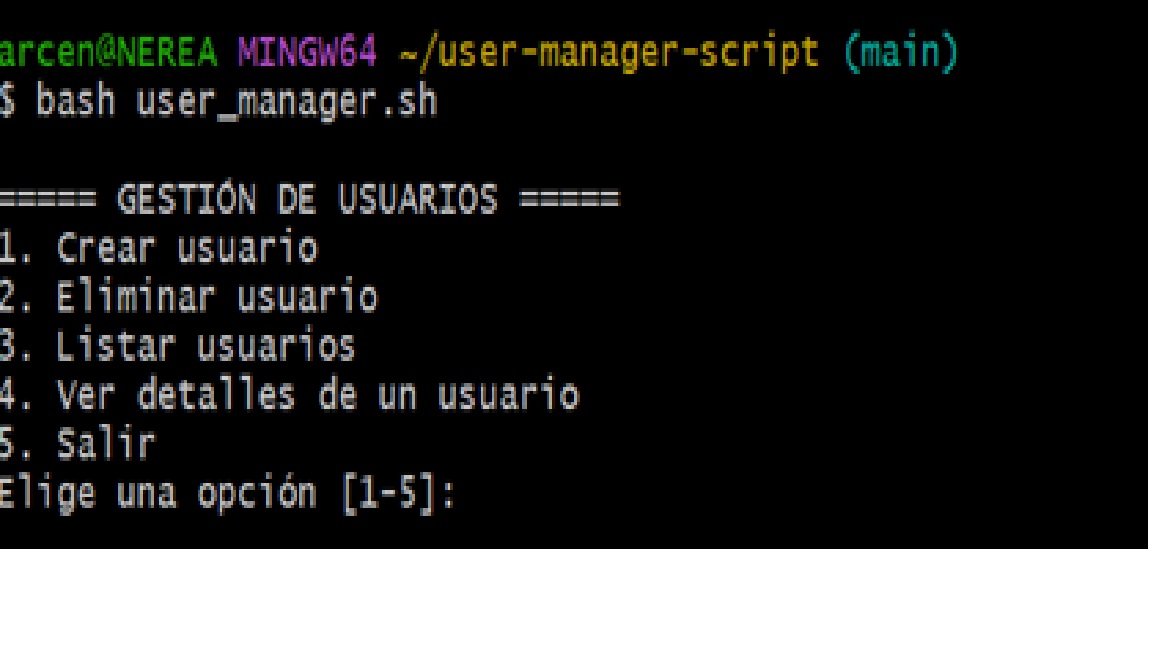 arcen@NEREA MINGW64 ~/user-manager-script (main)
$ bash user_manager.sh
===== GESTIÓN DE USUARIOS =====
1. Crear usuario
2. Eliminar usuario
3. Listar usuarios
4. Ver detalles de un usuario
5. Salir
Elige una opción [1-5]: